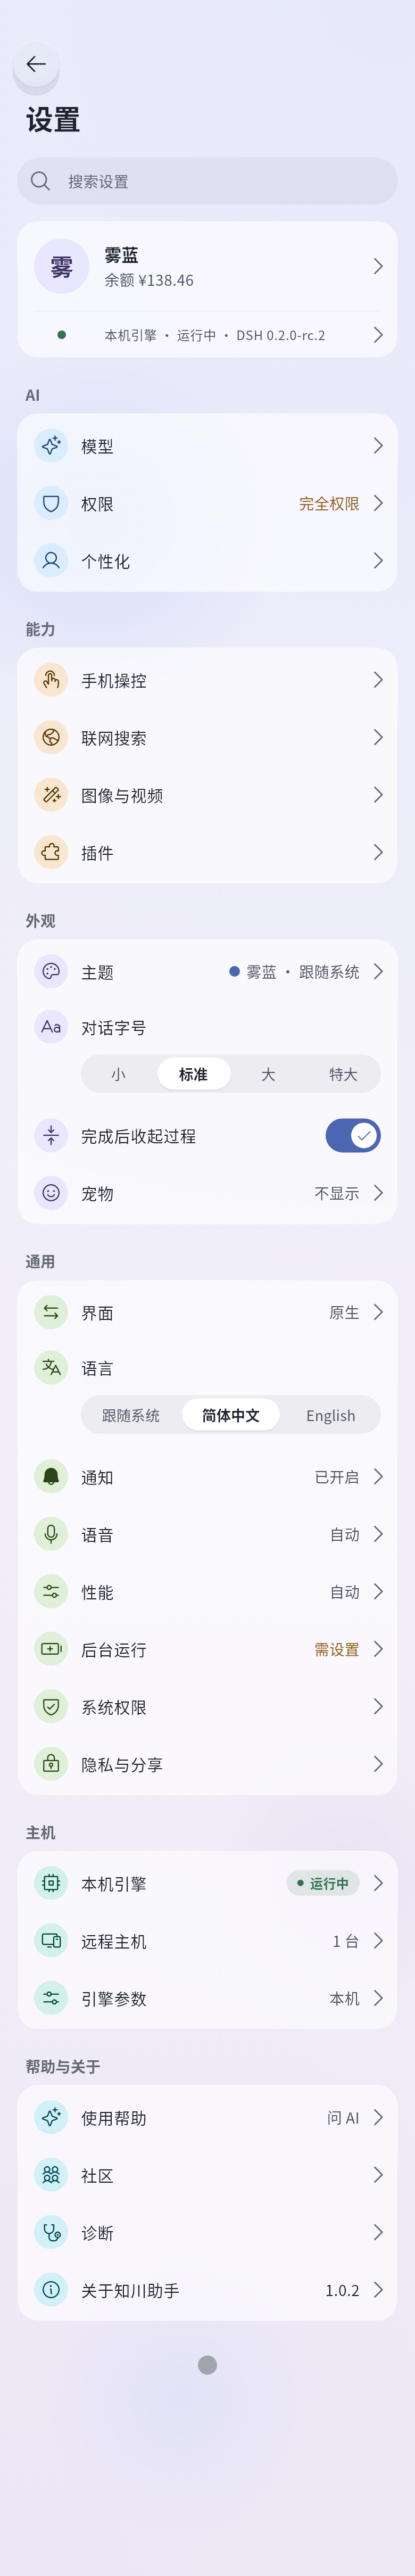 设置
搜索设置
雾
雾蓝
余额 ¥138.46
本机引擎 · 运行中 · DSH 0.2.0-rc.2
AI
模型
权限 完全权限
个性化
能力
手机操控
联网搜索
图像与视频
插件
外观
主题 雾蓝 · 跟随系统
Aa 对话字号
小 标准 大 特大
完成后收起过程
宠物 不显示
通用
界面 原生
语言
跟随系统 简体中文 English
通知 已开启
语音 自动
性能 自动
后台运行 需设置
系统权限
隐私与分享
主机
本机引擎 运行中
远程主机 1 台
引擎参数 本机
帮助与关于
使用帮助 问 AI
社区
诊断
关于知川助手 1.0.2